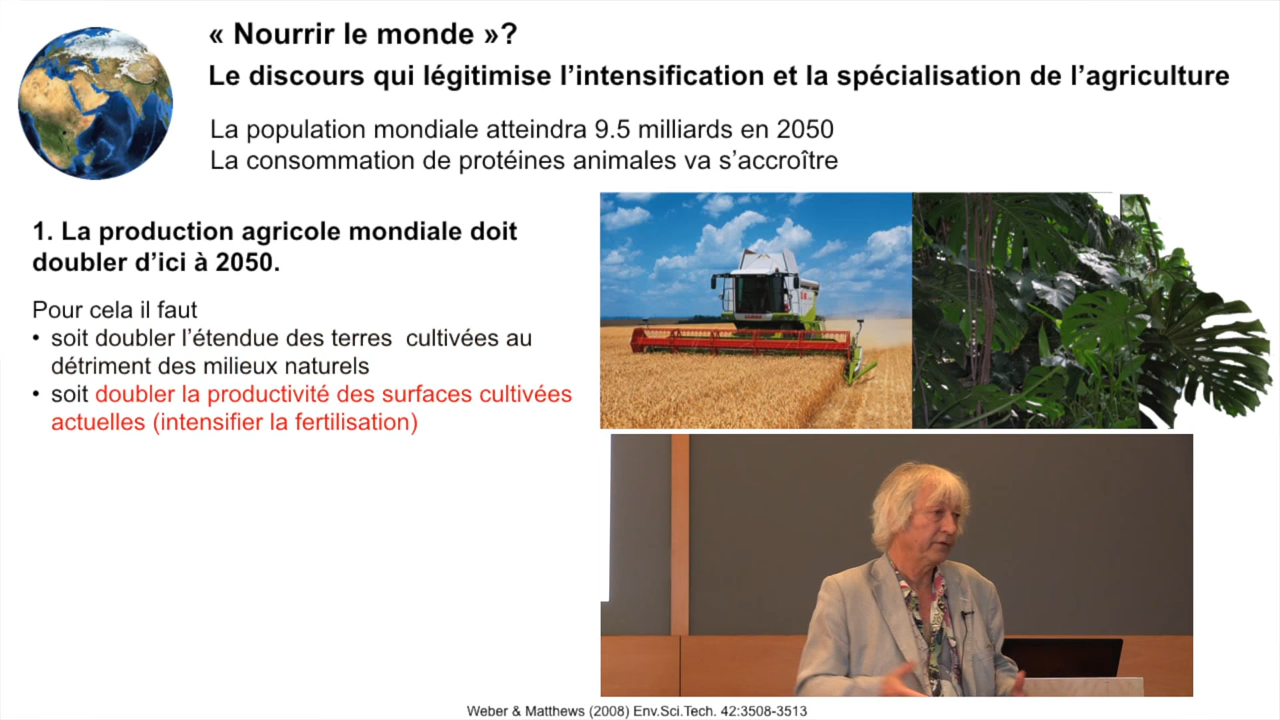 « Nourrir le monde »?
Le discours qui légitimise l’intensification et la spécialisation de l’agriculture
La population mondiale atteindra 9.5 milliards en 2050
La consommation de protéines animales va s’accroître
1. La production agricole mondiale doit
doubler d’ici à 2050.
Pour cela il faut
• soit doubler l’étendue des terres  cultivées au
détriment des milieux naturels
• soit doubler la productivité des surfaces cultivées
actuelles (intensifier la fertilisation)
Weber & Matthews (2008) Env.Sci.Tech. 42:3508-3513